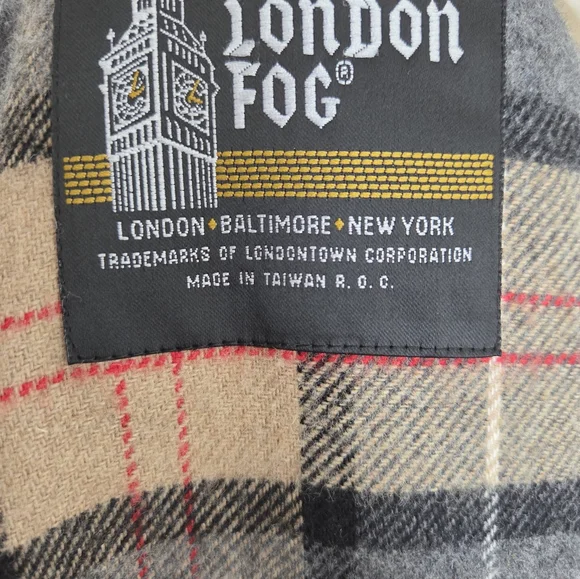 LONDON
FOG®
LONDON♦BALTIMORE♦NEW YORK
TRADEMARKS OF LONDONTOWN CORPORATION
MADE IN TAIWAN R. O. C.